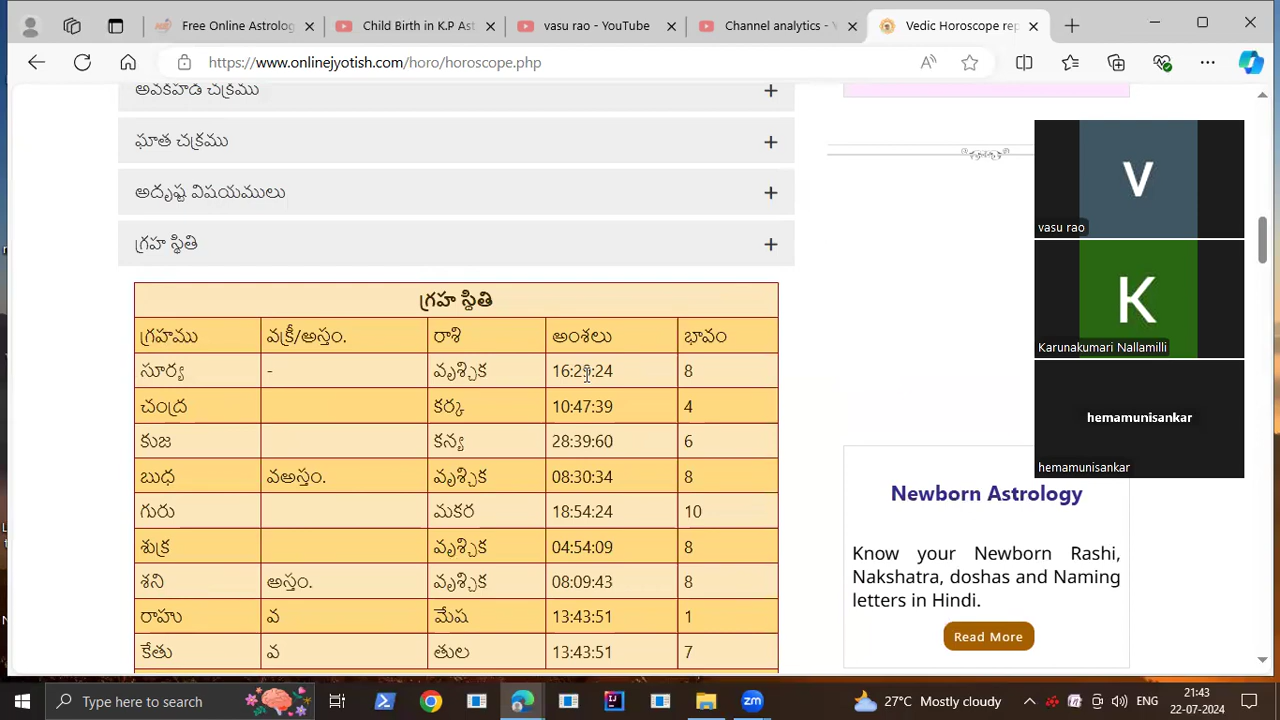 Free Online Astrolog
Child Birth in K.P Ast
vasu rao - YouTube
Channel analytics - Y
Vedic Horoscope rep
https://www.onlinejyotish.com/horo/horoscope.php
అవకహడ చక్రము +
ఘాత చక్రము +
అదృష్ట విషయములు +
గ్రహ స్థితి +
గ్రహ స్థితి
గ్రహము వక్రీ/అస్తం. రాశి అంశలు భావం
సూర్య - వృశ్చిక 8
చంద్ర కర్క 10:47:39 4
కుజ కన్య 28:39:60 6
బుధ వఅస్తం. వృశ్చిక 08:30:34 8
గురు మకర 18:54:24 10
శుక్ర వృశ్చిక 04:54:09 8
శని అస్తం. వృశ్చిక 08:09:43 8
రాహు వ మేష 13:43:51 1
కేతు వ తుల 13:43:51 7
V
vasu rao
K
Karunakumari Nallamilli
hemamunisankar
hemamunisankar
Newborn Astrology
Know your Newborn Rashi,
Nakshatra, doshas and Naming
letters in Hindi.
Read More
Type here to search
27°C Mostly cloudy
ENG
21:43
22-07-2024